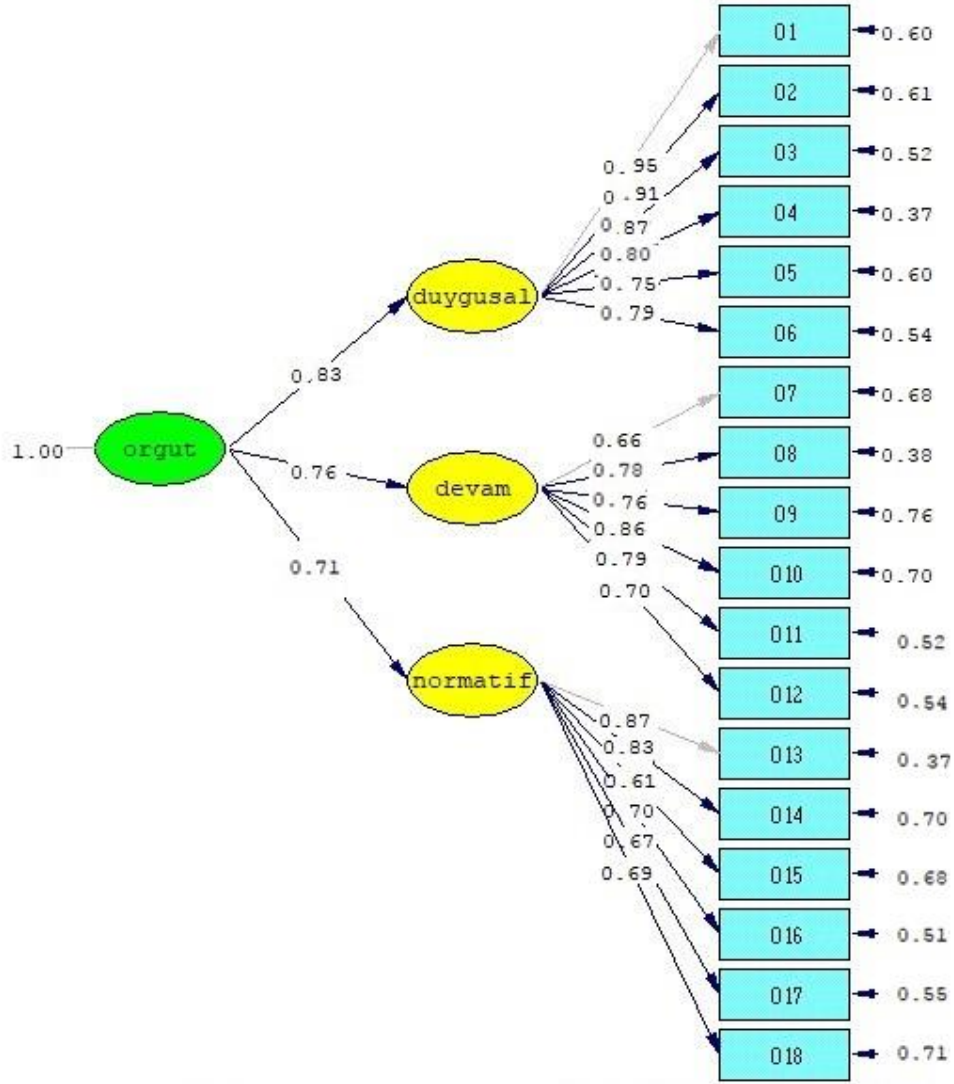 O1
0.60
O2
0.61
O3
0.52
O4
0.37
O5
0.60
O6
0.54
O7
0.68
O8
0.38
O9
0.76
O10
0.70
O11
0.52
O12
0.54
O13
0.37
O14
0.70
O15
0.68
O16
0.51
O17
0.55
O18
0.71
0.95
0.91
0.87
0.80
0.75
0.79
duygusal
0.83
1.00
orgut
0.76
devam
0.66
0.78
0.76
0.86
0.79
0.70
0.71
normatif
0.87
0.83
0.61
0.70
0.67
0.69